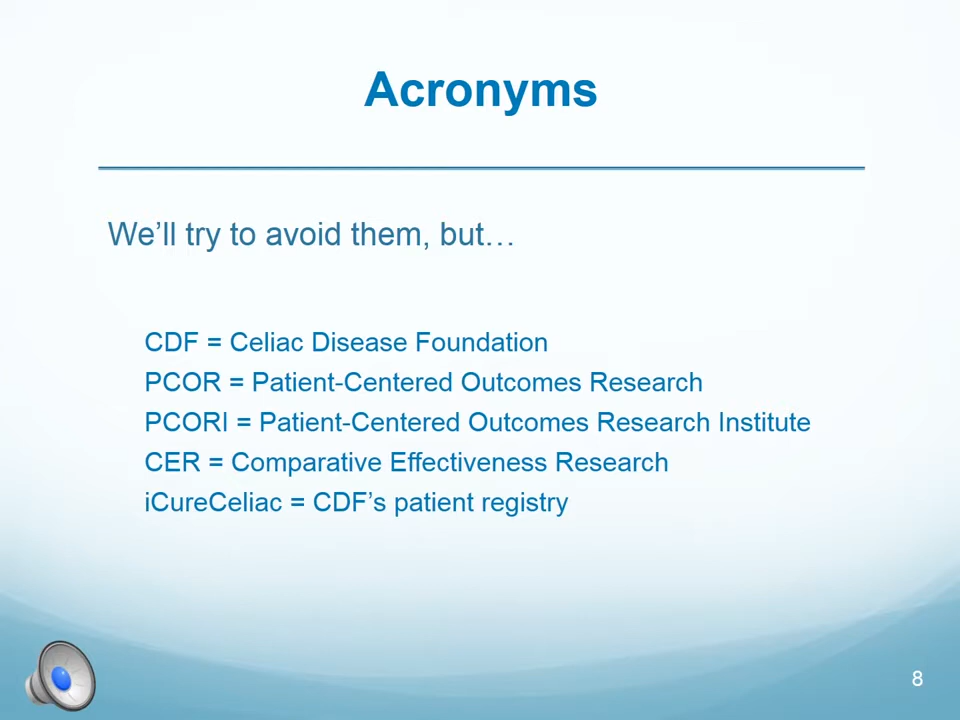 Acronyms
We’ll try to avoid them, but…
CDF = Celiac Disease Foundation
PCOR = Patient-Centered Outcomes Research
PCORI = Patient-Centered Outcomes Research Institute
CER = Comparative Effectiveness Research
iCureCeliac = CDF’s patient registry
8